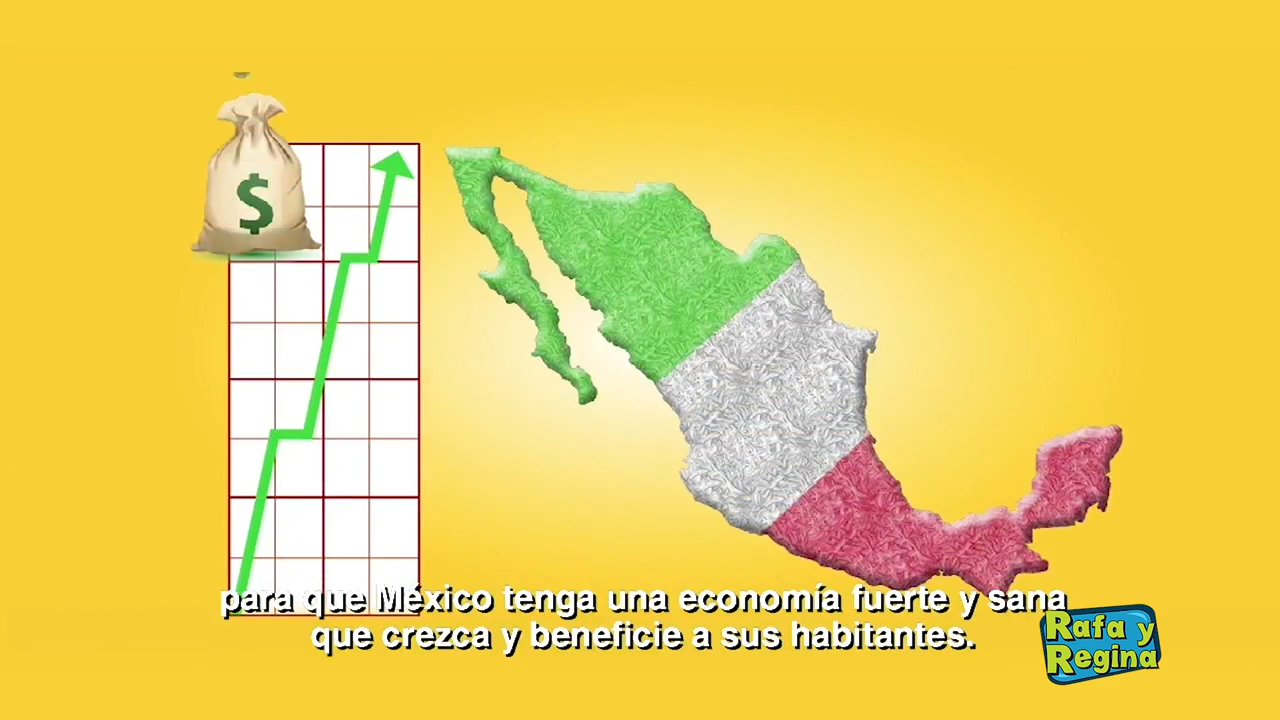 $
para que México tenga una economía fuerte y sana
que crezca y beneficie a sus habitantes.
Rafa y
Regina